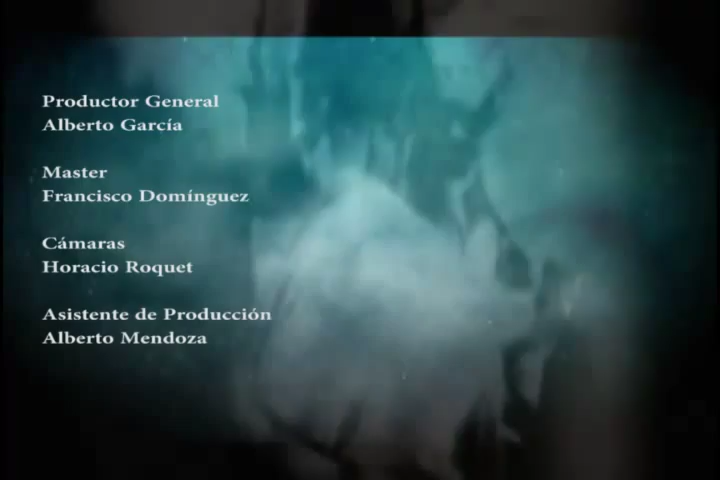 Productor General
Alberto García
Master
Francisco Domínguez
Cámaras
Horacio Roquet
Asistente de Producción
Alberto Mendoza